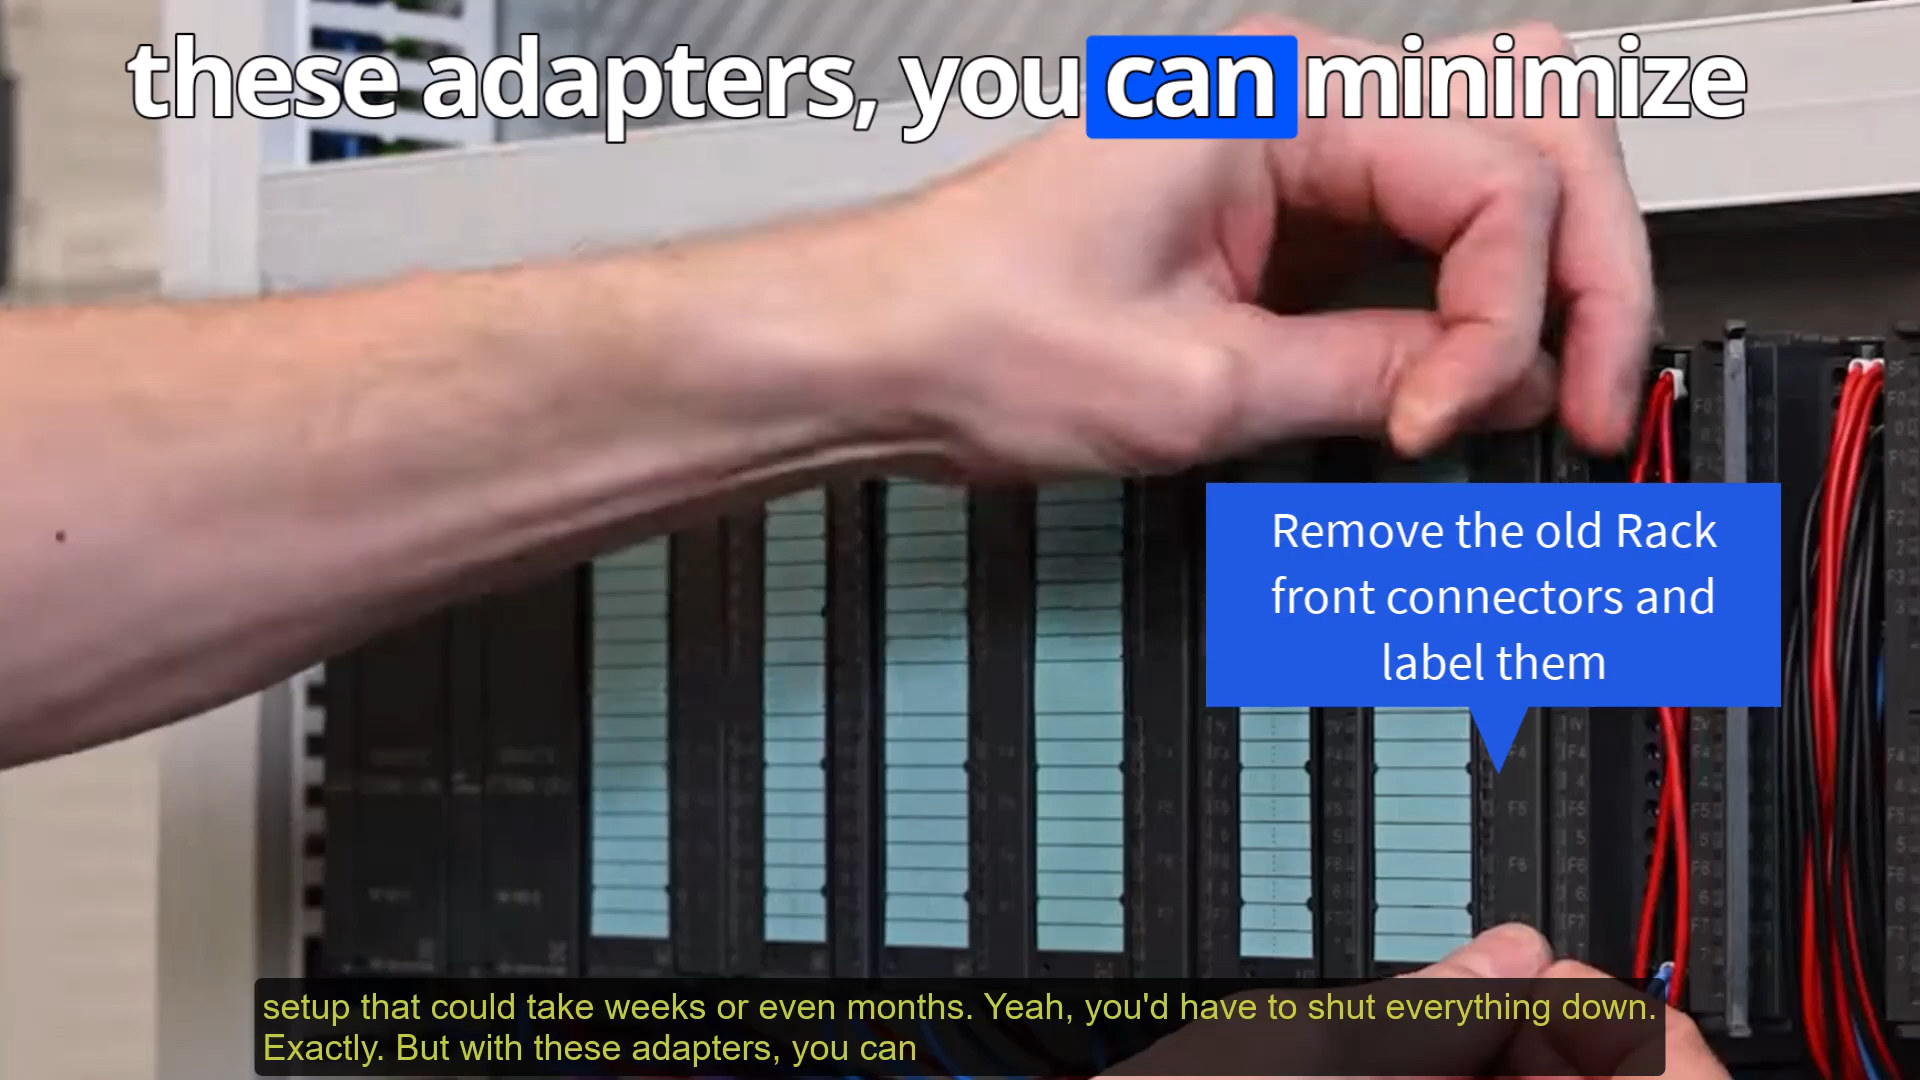 these adapters, you can minimize
Remove the old Rack
front connectors and
label them
setup that could take weeks or even months. Yeah, you'd have to shut everything down.
Exactly. But with these adapters, you can